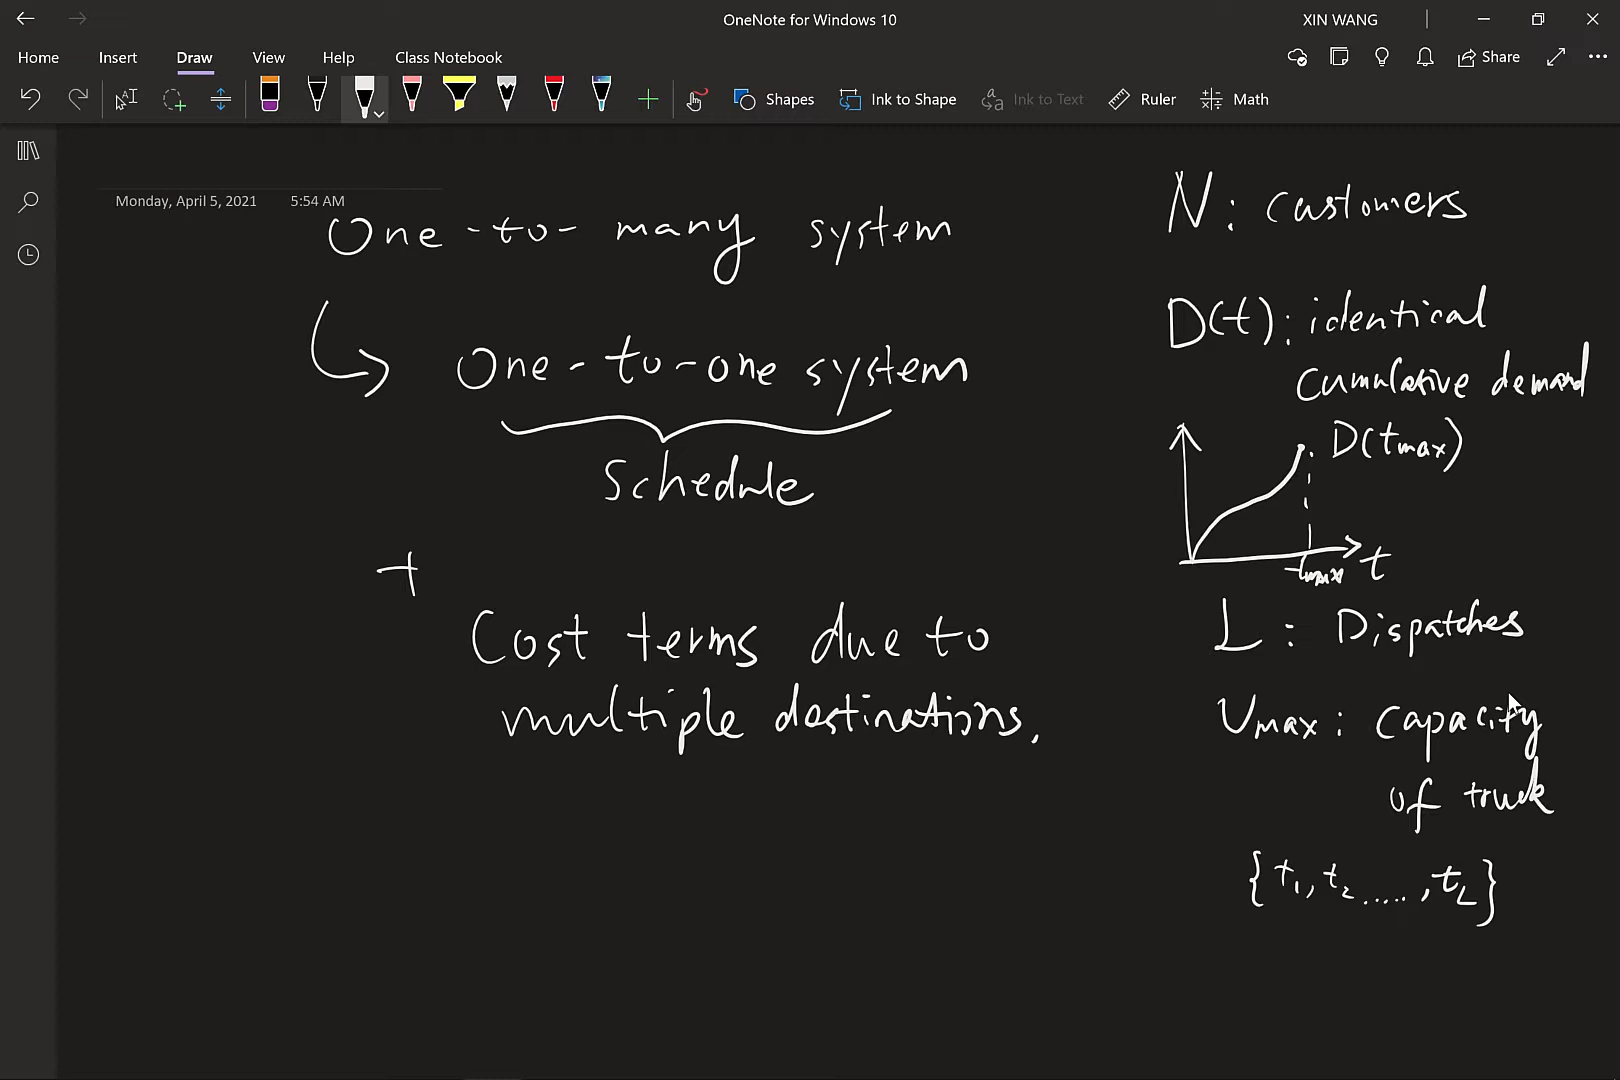 OneNote for Windows 10
XIN WANG
Home Insert Draw View Help Class Notebook
Share
Shapes Ink to Shape Ink to Text Ruler Math
Monday, April 5, 2021 5:54 AM
One-to-many system
One-to-one system
Schedule
+
Cost terms due to
multiple destinations.
N: customers
D(t): identical
cumulative demand
D(tmax)
tmax t
L: Dispatches
Vmax: capacity
of truck
{t1, t2....., tL}